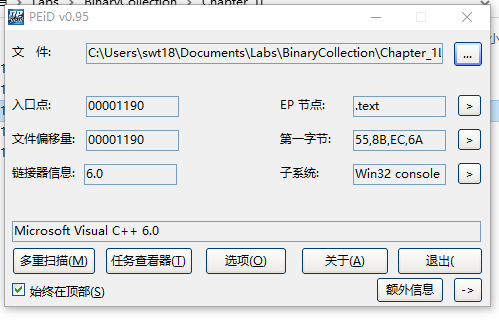 Labs > BinaryCollection > Chapter_1l
PEiD v0.95
文 件: C:\Users\swt18\Documents\Labs\BinaryCollection\Chapter_1l ...
小
入口点: 00001190 EP 节点: .text >
文件偏移量: 00001190 第一字节: 55,8B,EC,6A >
链接器信息: 6.0 子系统: Win32 console >
Microsoft Visual C++ 6.0
多重扫描(M) 任务查看器(T) 选项(O) 关于(A) 退出(
始终在顶部(S) 额外信息 ->